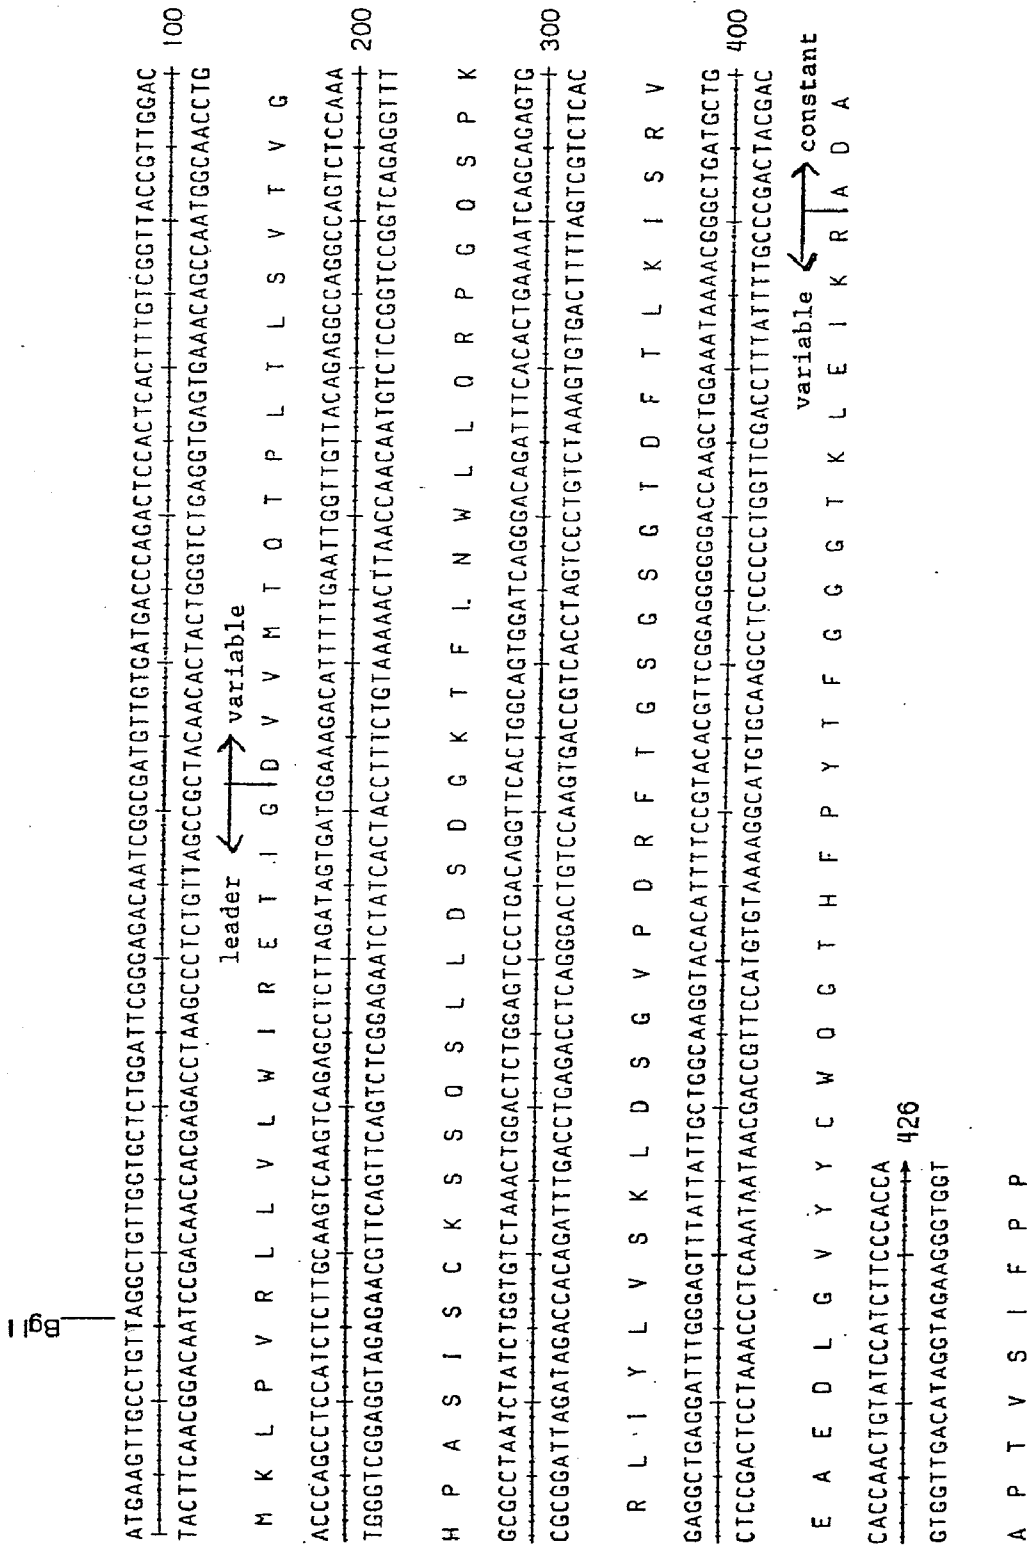 Bgl I
ATGAAGTTGCCTGTTAGGCTGTTGGTGCTCTGGATTCGGGAGACAATCGGCGATGTTGTGATGACCCAGACTCCACTCACTTTGTCGGTTACCGTTGGAC
100
TACTTCAACGGACAATCCGACAACCACGAGACCTAAGCCCTCTGTTAGCCGCTACAACACTACTGGGTCTGAGGTGAGTGAAACAGCCAATGGCAACCTG
leader variable
M K L P V R L L V L W I R E T I G D V V M T Q T P L T L S V T V G
ACCCAGCCTCCATCTCTTGCAAGTCAAGTCAGAGCCTCTTAGATAGTGATGGAAAGACATTTTTGAATTGGTTGTTACAGAGGCCAGGCCAGTCTCCAAA
200
TGGGTCGGAGGTAGAGAACGTTCAGTTCAGTCTCGGAGAATCTATCACTACCTTTCTGTAAAAACTTAACCAACAATGTCTCCGGTCCGGTCAGAGGTTT
H P A S I S C K S S Q S L L D S D G K T F L N W L L Q R P G Q S P K
GCGCCTAATCTATCTGGTGTCTAAACTGGACTCTGGAGTCCCTGACAGGTTCACTGGCAGTGGATCAGGGACAGATTTCACACTGAAAATCAGCAGAGTG
300
CGCGGATTAGATAGACCACAGATTTGACCTGAGACCTCAGGGACTGTCCAAGTGACCGTCACCTAGTCCCTGTCTAAAGTGTGACTTTTAGTCGTCTCAC
R L I Y L V S K L D S G V P D R F T G S G S G T D F T L K I S R V
GAGGCTGAGGATTTGGGAGTTTATTATTGCTGGCAAGGTACACATTTTCCGTACACGTTCGGAGGGGGGACCAAGCTGGAAATAAAACGGGCTGATGCTG
400
CTCCGACTCCTAAACCCTCAAATAATAACGACCGTTCCATGTGTAAAAGGCATGTGCAAGCCTCCCCCCTGGTTCGACCTTTATTTTGCCCGACTACGAC
variable constant
E A E D L G V Y Y C W Q G T H F P Y T F G G G T K L E I K R A D A
CACCAACTGTATCCATCTTCCCACCA
426
GTGGTTGACATAGGTAGAAGGGTGGT
A P T V S I F P P